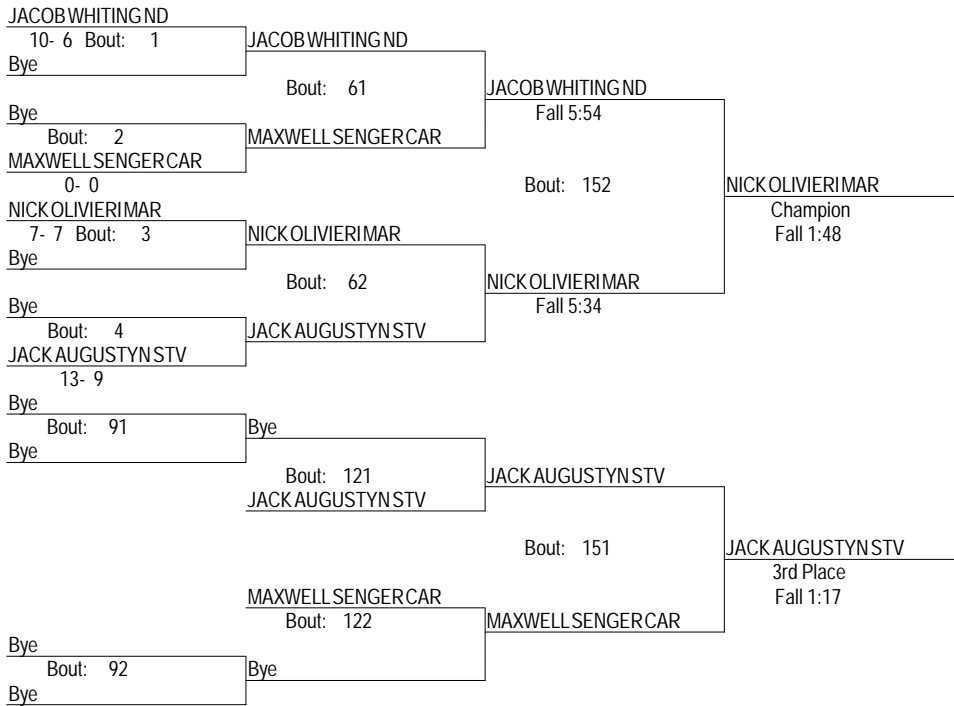 JACOB WHITING ND
10- 6 Bout: 1
JACOB WHITING ND
Bye
Bout: 61
JACOB WHITING ND
Bye
Fall 5:54
Bout: 2
MAXWELL SENGER CAR
MAXWELL SENGER CAR
0- 0
Bout: 152
NICK OLIVIERI MAR
NICK OLIVIERI MAR
Champion
7- 7 Bout: 3
NICK OLIVIERI MAR
Fall 1:48
Bye
Bout: 62
NICK OLIVIERI MAR
Bye
Fall 5:34
Bout: 4
JACK AUGUSTYN STV
JACK AUGUSTYN STV
13- 9
Bye
Bout: 91
Bye
Bye
Bout: 121
JACK AUGUSTYN STV
JACK AUGUSTYN STV
Bout: 151
JACK AUGUSTYN STV
3rd Place
MAXWELL SENGER CAR
Fall 1:17
Bout: 122
MAXWELL SENGER CAR
Bye
Bout: 92
Bye
Bye